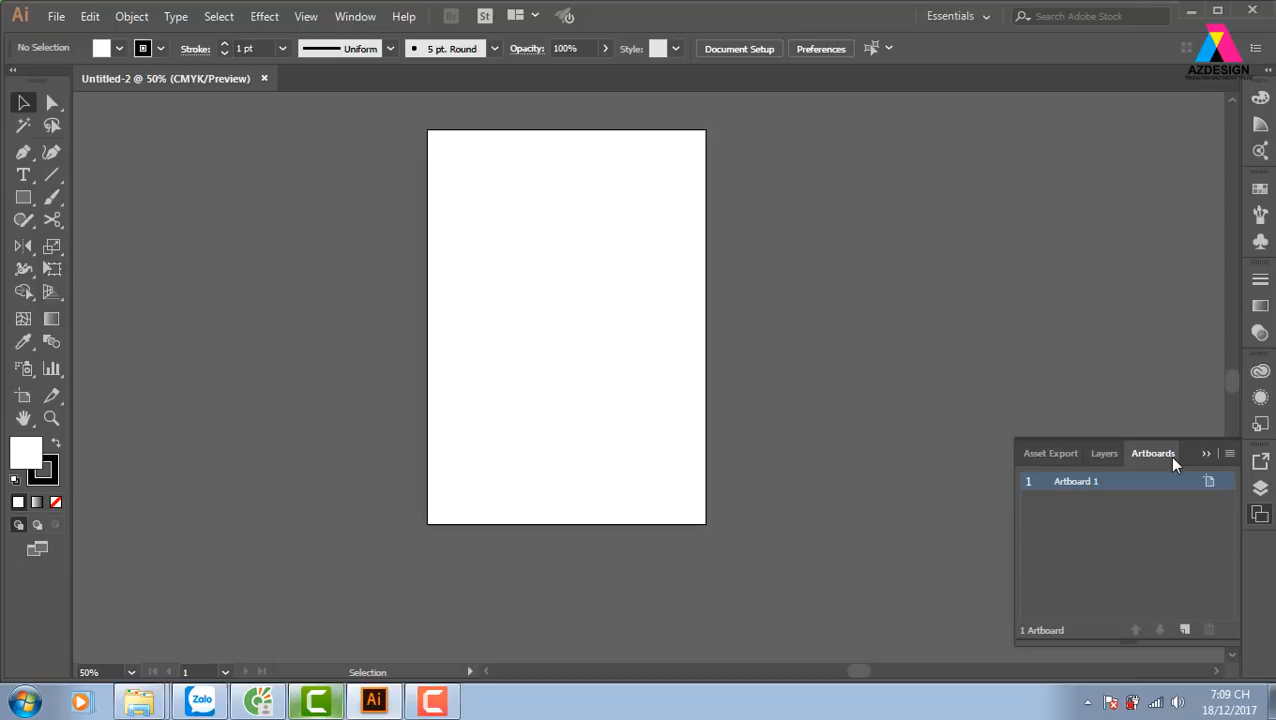 Ai File Edit Object Type Select Effect View Window Help Br St Essentials Search Adobe Stock
No Selection Stroke: 1 pt Uniform 5 pt. Round Opacity: 100% Style: Document Setup Preferences
AZDESIGN
Untitled-2 @ 50% (CMYK/Preview)
Asset Export Layers Artboards
1 Artboard 1
1 Artboard
50% 1 Selection
Zalo Ai 7:09 CH
18/12/2017